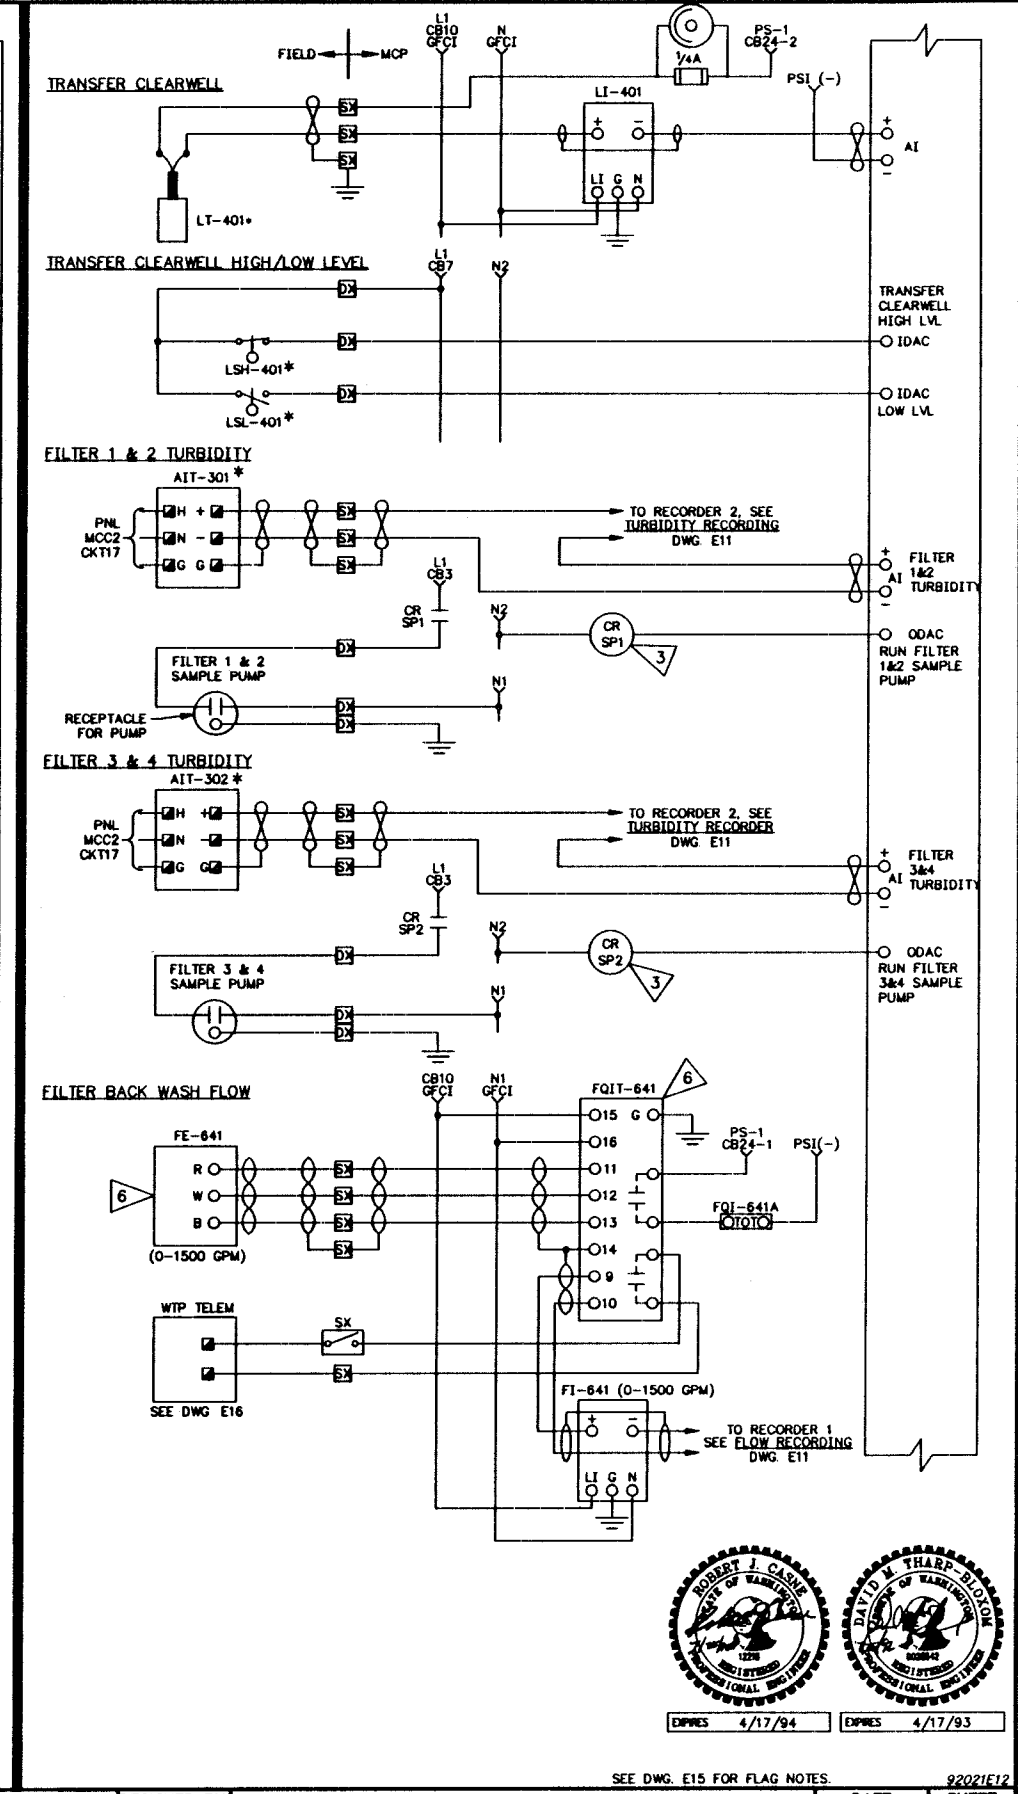 L1
CB10
GFCI
N
GFCI
FIELD
MCP
PS-1
CB24-2
1/4A
PSI (-)
TRANSFER CLEARWELL
LI-401
SX
SX
SX
+
-
+
AI
-
LI G N
LT-401*
TRANSFER CLEARWELL HIGH/LOW LEVEL
L1
CB7
N2
DX
TRANSFER
CLEARWELL
HIGH LVL
DX
IDAC
LSH-401*
DX
IDAC
LOW LVL
LSL-401*
FILTER 1 & 2 TURBIDITY
AIT-301*
PNL
MCC2
CKT17
H +
N -
G G
SX
SX
SX
TO RECORDER 2, SEE
TURBIDITY RECORDING
DWG. E11
+
AI
-
FILTER
1&2
TURBIDITY
L1
CB3
CR
SP1
N2
CR
SP1
3
ODAC
RUN FILTER
1&2 SAMPLE
PUMP
DX
FILTER 1 & 2
SAMPLE PUMP
N1
DX
DX
RECEPTACLE
FOR PUMP
FILTER 3 & 4 TURBIDITY
AIT-302*
PNL
MCC2
CKT17
H +
N -
G G
SX
SX
SX
TO RECORDER 2, SEE
TURBIDITY RECORDER
DWG. E11
+
AI
-
FILTER
3&4
TURBIDITY
L1
CB3
CR
SP2
N2
CR
SP2
3
ODAC
RUN FILTER
3&4 SAMPLE
PUMP
DX
FILTER 3 & 4
SAMPLE PUMP
N1
DX
DX
FILTER BACK WASH FLOW
CB10
GFCI
N1
GFCI
FQIT-641
6
15 G
16
PS-1
CB24-1
PSI(-)
FE-641
6
R
W
B
(0-1500 GPM)
SX
SX
SX
SX
11
12
13
14
9
10
FQI-641A
TOT
WTP TELEM
SX
SX
SEE DWG E16
FI-641 (0-1500 GPM)
+
-
TO RECORDER 1
SEE FLOW RECORDING
DWG. E11
LI G N
ROBERT J. CASNE
STATE OF WASHINGTON
12216
REGISTERED
PROFESSIONAL ENGINEER
EXPIRES 4/17/94
DAVID M. THARP-BLOXOM
STATE OF WASHINGTON
REGISTERED
PROFESSIONAL ENGINEER
EXPIRES 4/17/93
SEE DWG. E15 FOR FLAG NOTES.
92021E12